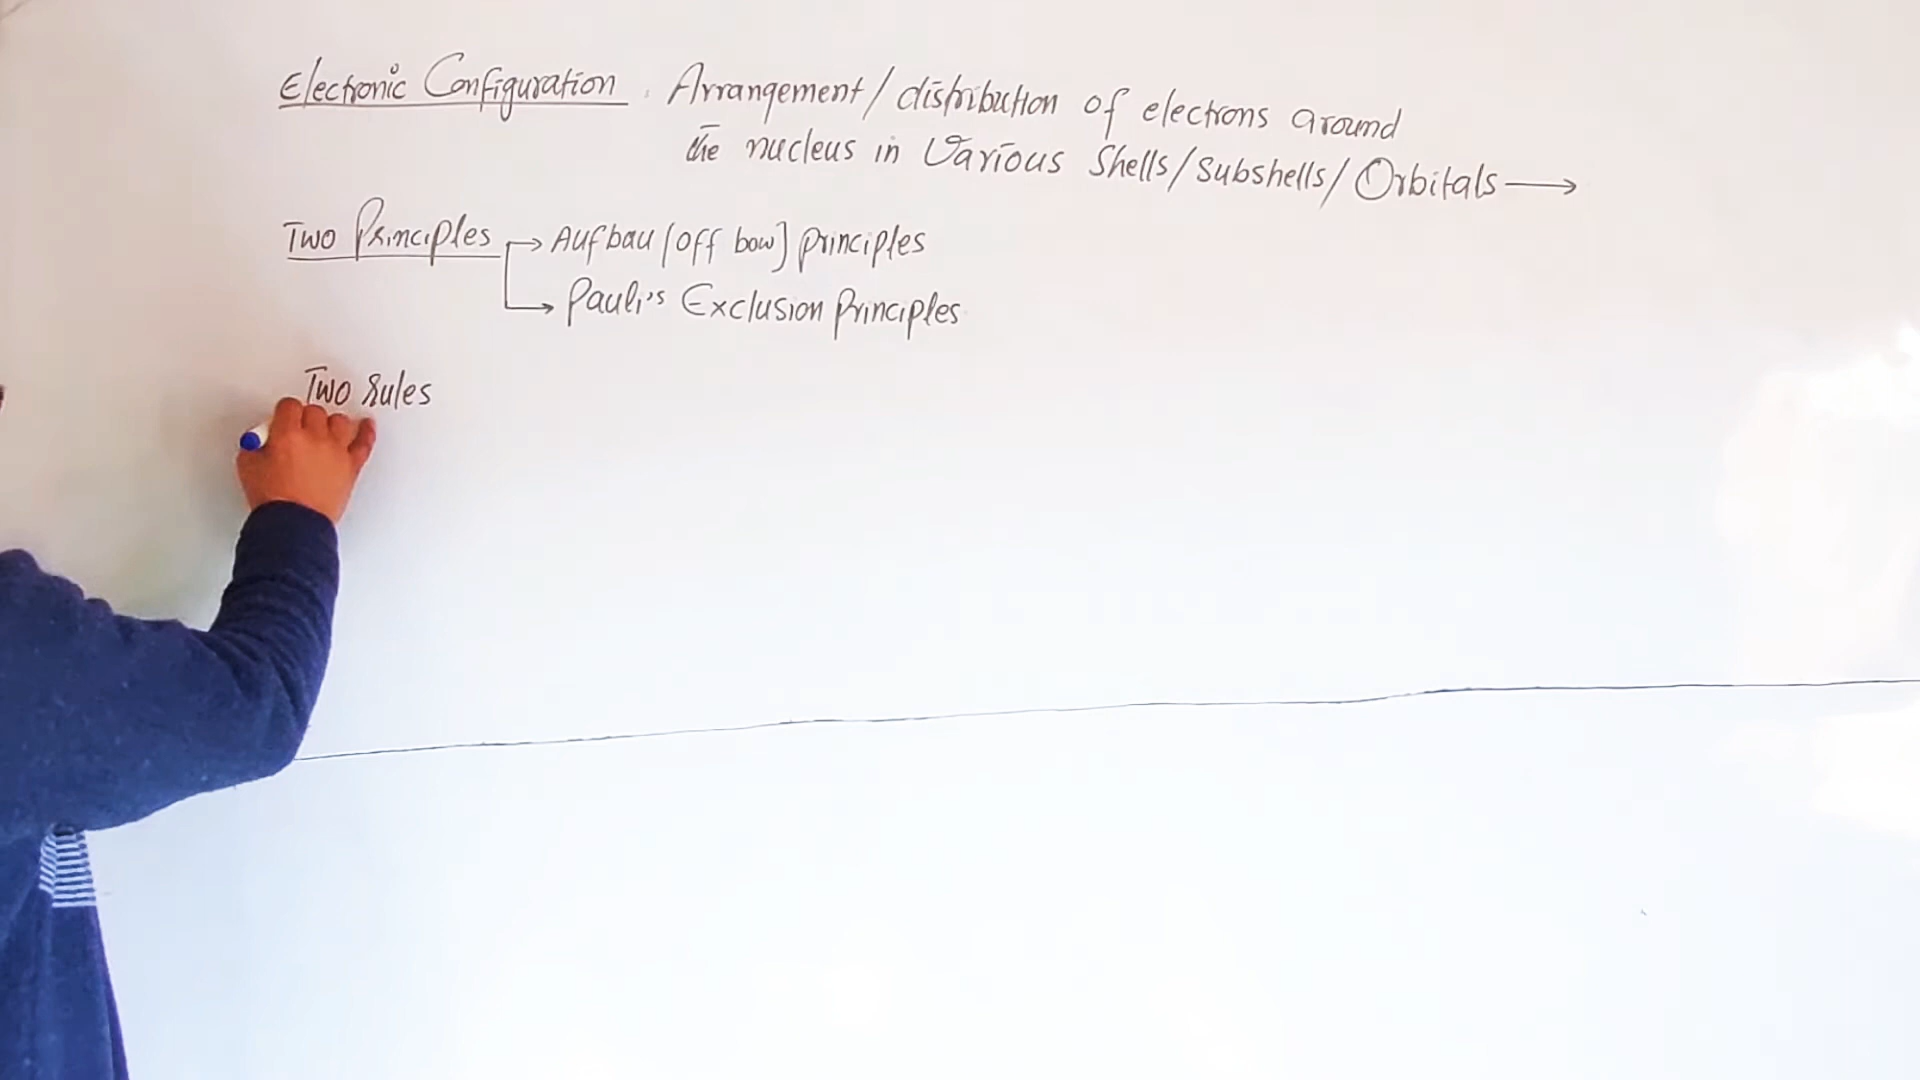 Electronic Configuration : Arrangement/distribution of electrons around
the nucleus in Various Shells/Subshells/Orbitals →
Two Principles → Aufbau [off bow] principles
→ Pauli's Exclusion Principles
Two Rules